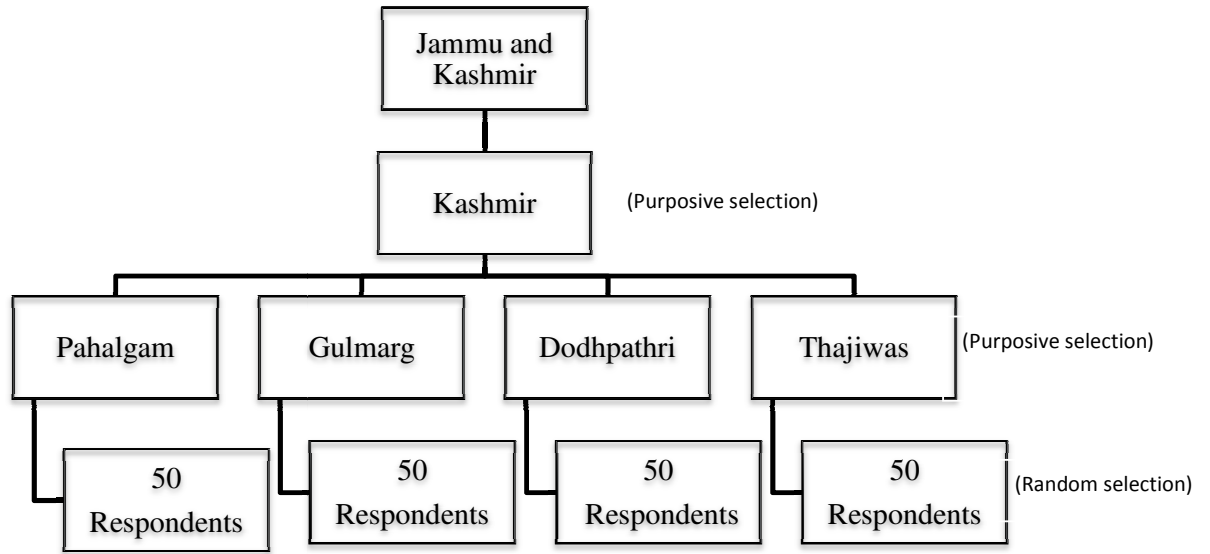 Jammu and
Kashmir
Kashmir
(Purposive selection)
Pahalgam
Gulmarg
Dodhpathri
Thajiwas
(Purposive selection)
50
Respondents
50
Respondents
50
Respondents
50
Respondents
(Random selection)